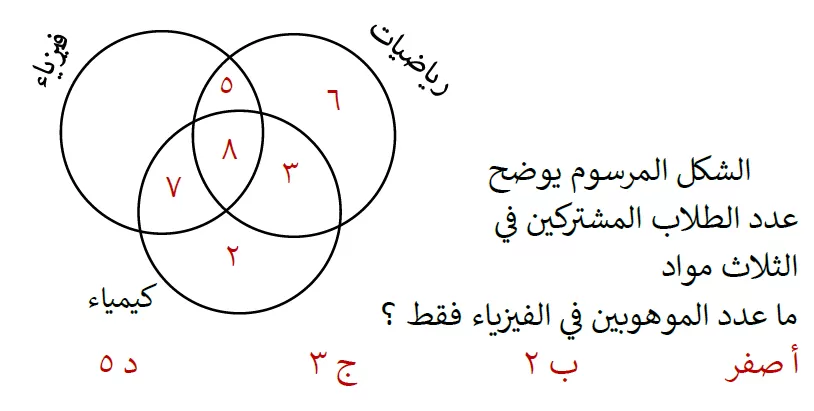 فيزياء
رياضيات
٥
٦
٨
٣
٧
٢
كيمياء
الشكل المرسوم يوضح
عدد الطلاب المشتركين في
الثلاث مواد
ما عدد الموهوبين في الفيزياء فقط ؟
أ صفر ب ٢ ج ٣ د ٥